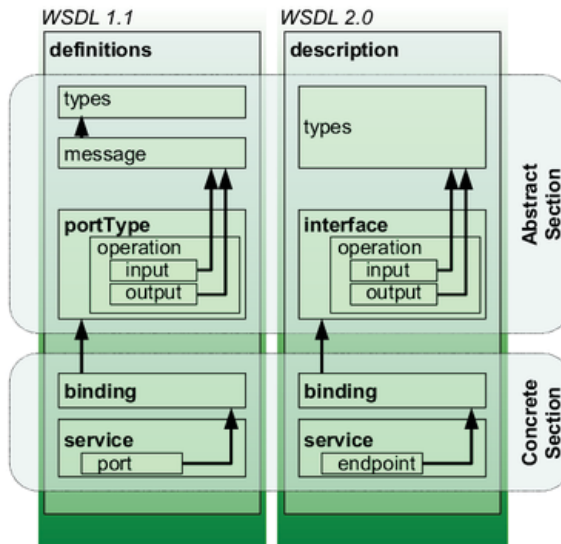 WSDL 1.1
definitions
types
message
portType
operation
input
output
binding
service
port
WSDL 2.0
description
types
interface
operation
input
output
binding
service
endpoint
Abstract
Section
Concrete
Section